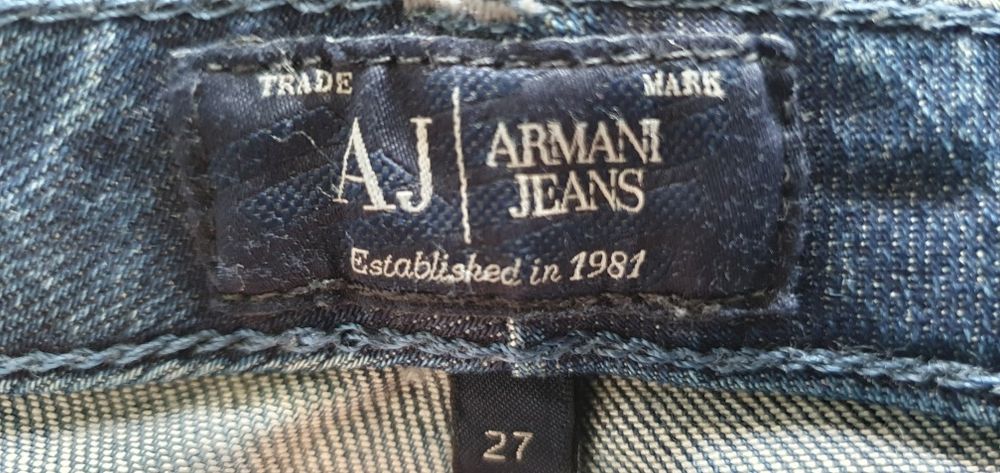 TRADE MARK
AJ ARMANI
JEANS
Established in 1981
27